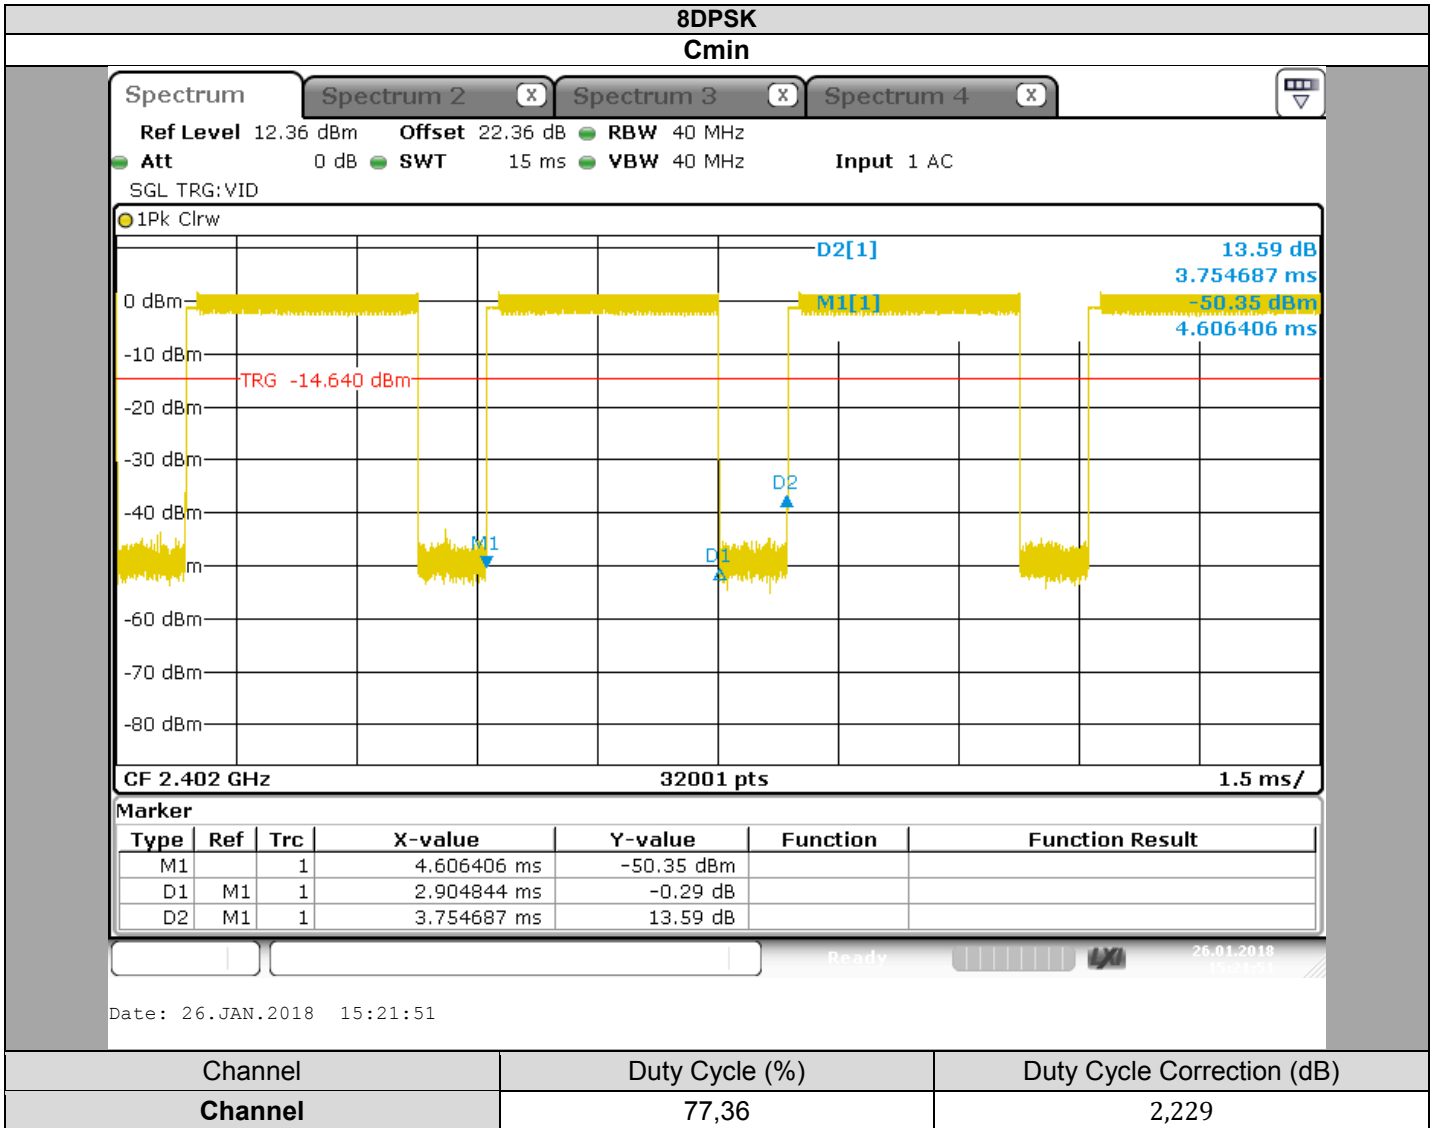 8DPSK
Cmin
Spectrum Spectrum 2 X Spectrum 3 X Spectrum 4 X
Ref Level 12.36 dBm Offset 22.36 dB RBW 40 MHz
Att 0 dB SWT 15 ms VBW 40 MHz Input 1 AC
SGL TRG:VID
1Pk Clrw
D2[1] 13.59 dB
3.754687 ms
0 dBm M1[1] -50.35 dBm
4.606406 ms
-10 dBm
TRG -14.640 dBm
-20 dBm
-30 dBm
D2
-40 dBm
M1
D1
m
-60 dBm
-70 dBm
-80 dBm
CF 2.402 GHz 32001 pts 1.5 ms/
Marker
Type Ref Trc X-value Y-value Function Function Result
M1 1 4.606406 ms -50.35 dBm
D1 M1 1 2.904844 ms -0.29 dB
D2 M1 1 3.754687 ms 13.59 dB
Ready LXI 26.01.2018
Date: 26.JAN.2018 15:21:51
Channel Duty Cycle (%) Duty Cycle Correction (dB)
Channel 77,36 2,229